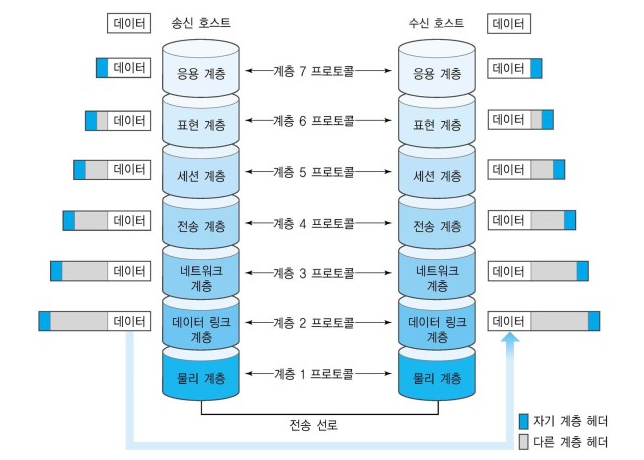 데이터 송신 호스트 수신 호스트 데이터
데이터 응용 계층 계층 7 프로토콜 응용 계층 데이터
데이터 표현 계층 계층 6 프로토콜 표현 계층 데이터
데이터 세션 계층 계층 5 프로토콜 세션 계층 데이터
데이터 전송 계층 계층 4 프로토콜 전송 계층 데이터
데이터 네트워크 계층 3 프로토콜 네트워크 데이터
계층 계층
데이터 데이터 링크 계층 2 프로토콜 데이터 링크 데이터
계층 계층
물리 계층 계층 1 프로토콜 물리 계층
전송 선로
자기 계층 헤더
다른 계층 헤더